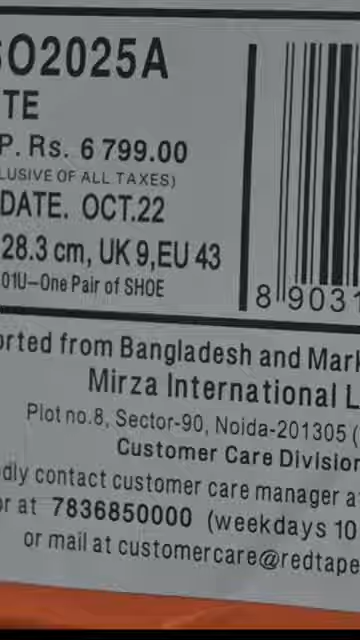 SO2025A
TE
P. Rs. 6 799.00
LUSIVE OF ALL TAXES)
DATE. OCT.22
28.3 cm, UK 9,EU 43
01U-One Pair of SHOE
8 9031
orted from Bangladesh and Mark
Mirza International L
Plot no.8, Sector-90, Noida-201305 (
Customer Care Division
dly contact customer care manager a
or at 7836850000 (weekdays 10
or mail at customercare@redtape